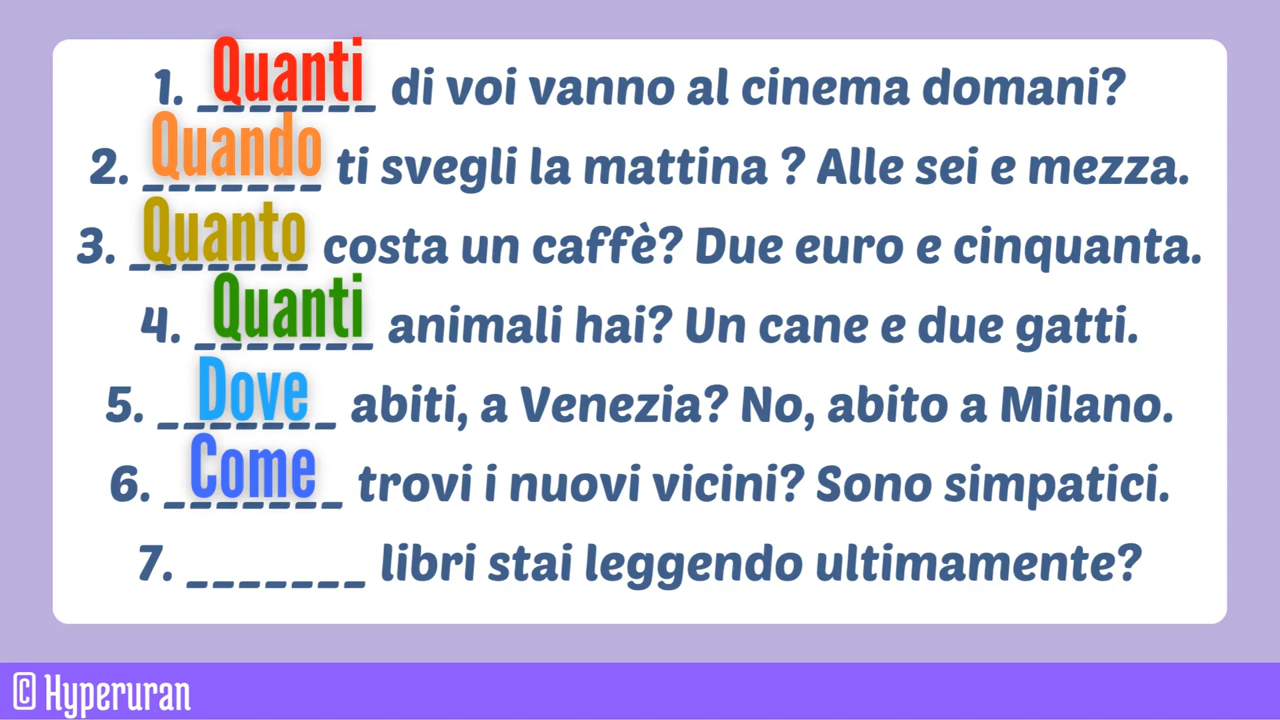 1. Quanti di voi vanno al cinema domani?
2. Quando ti svegli la mattina ? Alle sei e mezza.
3. Quanto costa un caffè? Due euro e cinquanta.
4. Quanti animali hai? Un cane e due gatti.
5. Dove abiti, a Venezia? No, abito a Milano.
6. Come trovi i nuovi vicini? Sono simpatici.
7. _______ libri stai leggendo ultimamente?
© Hyperuran